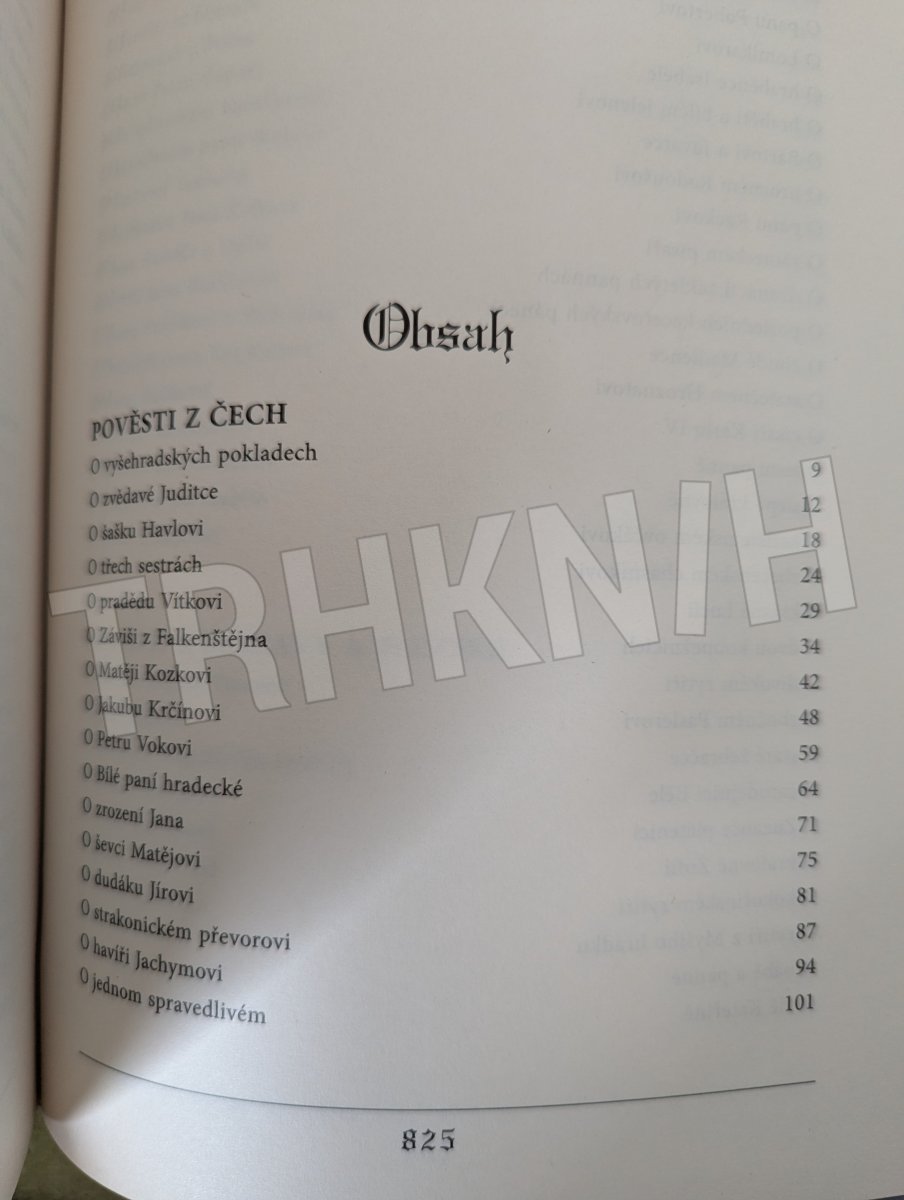 Obsah
POVĚSTI Z ČECH
O vyšehradských pokladech 9
O zvědavé Juditce 12
O šašku Havlovi 18
O třech sestrách 24
O pradědu Vítkovi 29
O Záviši z Falkenštějna 34
O Matěji Kozkovi 42
O Jakubu Krčínovi 48
O Petru Vokovi 59
O Bílé paní hradecké 64
O zrození Jana 71
O ševci Matějovi 75
O dudáku Jírovi 81
O strakonickém převorovi 87
O havíři Jachymovi 94
O jednom spravedlivém 101
825
TRHKNIH